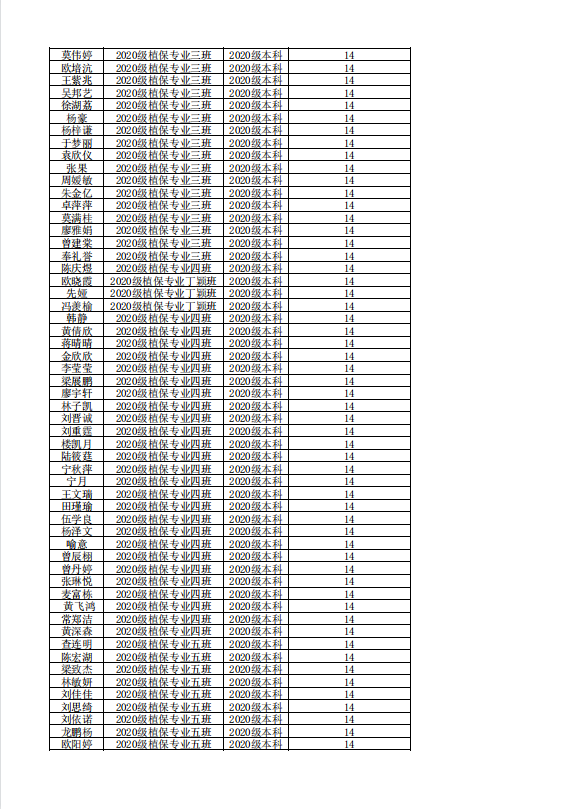 莫伟婷 2020级植保专业三班 2020级本科 14
欧培沆 2020级植保专业三班 2020级本科 14
王紫兆 2020级植保专业三班 2020级本科 14
吴邦艺 2020级植保专业三班 2020级本科 14
徐湖荔 2020级植保专业三班 2020级本科 14
杨豪 2020级植保专业三班 2020级本科 14
杨梓谦 2020级植保专业三班 2020级本科 14
于梦丽 2020级植保专业三班 2020级本科 14
袁欣仪 2020级植保专业三班 2020级本科 14
张果 2020级植保专业三班 2020级本科 14
周媛敏 2020级植保专业三班 2020级本科 14
朱金亿 2020级植保专业三班 2020级本科 14
卓萍萍 2020级植保专业三班 2020级本科 14
莫满桂 2020级植保专业三班 2020级本科 14
廖雅娟 2020级植保专业三班 2020级本科 14
曾建棠 2020级植保专业三班 2020级本科 14
奉礼誉 2020级植保专业三班 2020级本科 14
陈庆煜 2020级植保专业四班 2020级本科 14
欧晓霞 2020级植保专业丁颖班 2020级本科 14
先娅 2020级植保专业丁颖班 2020级本科 14
冯羡榆 2020级植保专业丁颖班 2020级本科 14
韩静 2020级植保专业四班 2020级本科 14
黄倩欣 2020级植保专业四班 2020级本科 14
蒋晴晴 2020级植保专业四班 2020级本科 14
金欣欣 2020级植保专业四班 2020级本科 14
李莹莹 2020级植保专业四班 2020级本科 14
梁展鹏 2020级植保专业四班 2020级本科 14
廖宇轩 2020级植保专业四班 2020级本科 14
林子凯 2020级植保专业四班 2020级本科 14
刘晋诚 2020级植保专业四班 2020级本科 14
刘重霆 2020级植保专业四班 2020级本科 14
楼凯月 2020级植保专业四班 2020级本科 14
陆筱莛 2020级植保专业四班 2020级本科 14
宁秋萍 2020级植保专业四班 2020级本科 14
宁月 2020级植保专业四班 2020级本科 14
王文瑞 2020级植保专业四班 2020级本科 14
田瑾瑜 2020级植保专业四班 2020级本科 14
伍学良 2020级植保专业四班 2020级本科 14
杨泽文 2020级植保专业四班 2020级本科 14
喻意 2020级植保专业四班 2020级本科 14
曾辰栩 2020级植保专业四班 2020级本科 14
曾丹婷 2020级植保专业四班 2020级本科 14
张琳悦 2020级植保专业四班 2020级本科 14
麦富栋 2020级植保专业四班 2020级本科 14
黄飞鸿 2020级植保专业四班 2020级本科 14
常郑洁 2020级植保专业四班 2020级本科 14
黄深森 2020级植保专业四班 2020级本科 14
查连明 2020级植保专业五班 2020级本科 14
陈宏湖 2020级植保专业五班 2020级本科 14
梁致杰 2020级植保专业五班 2020级本科 14
林敏妍 2020级植保专业五班 2020级本科 14
刘佳佳 2020级植保专业五班 2020级本科 14
刘思绮 2020级植保专业五班 2020级本科 14
刘依诺 2020级植保专业五班 2020级本科 14
龙鹏杨 2020级植保专业五班 2020级本科 14
欧阳婷 2020级植保专业五班 2020级本科 14